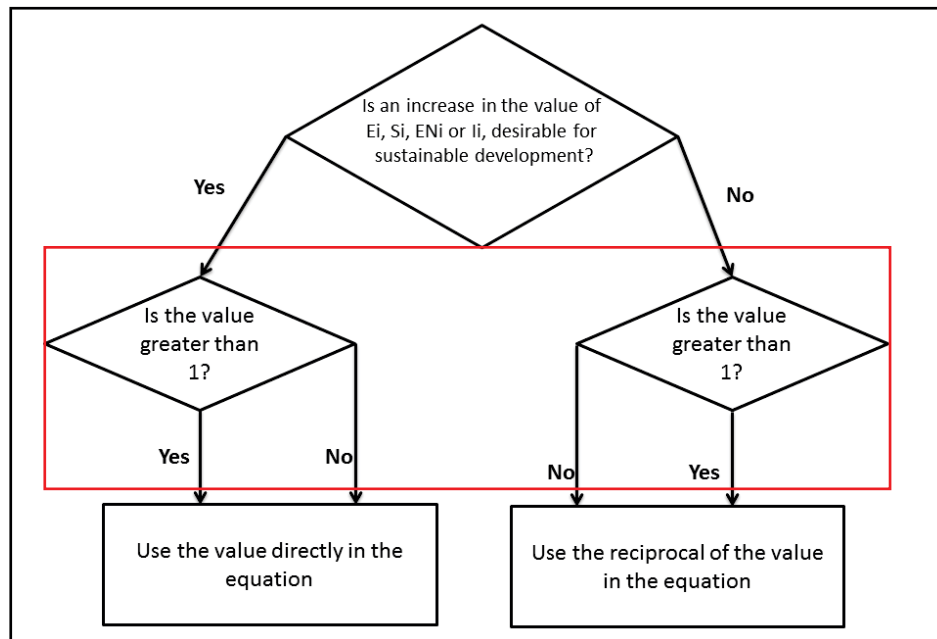 Is an increase in the value of
Ei, Si, ENi or Ii, desirable for
sustainable development?
Yes
No
Is the value
greater than
1?
Is the value
greater than
1?
Yes
No
No
Yes
Use the value directly in the
equation
Use the reciprocal of the value
in the equation